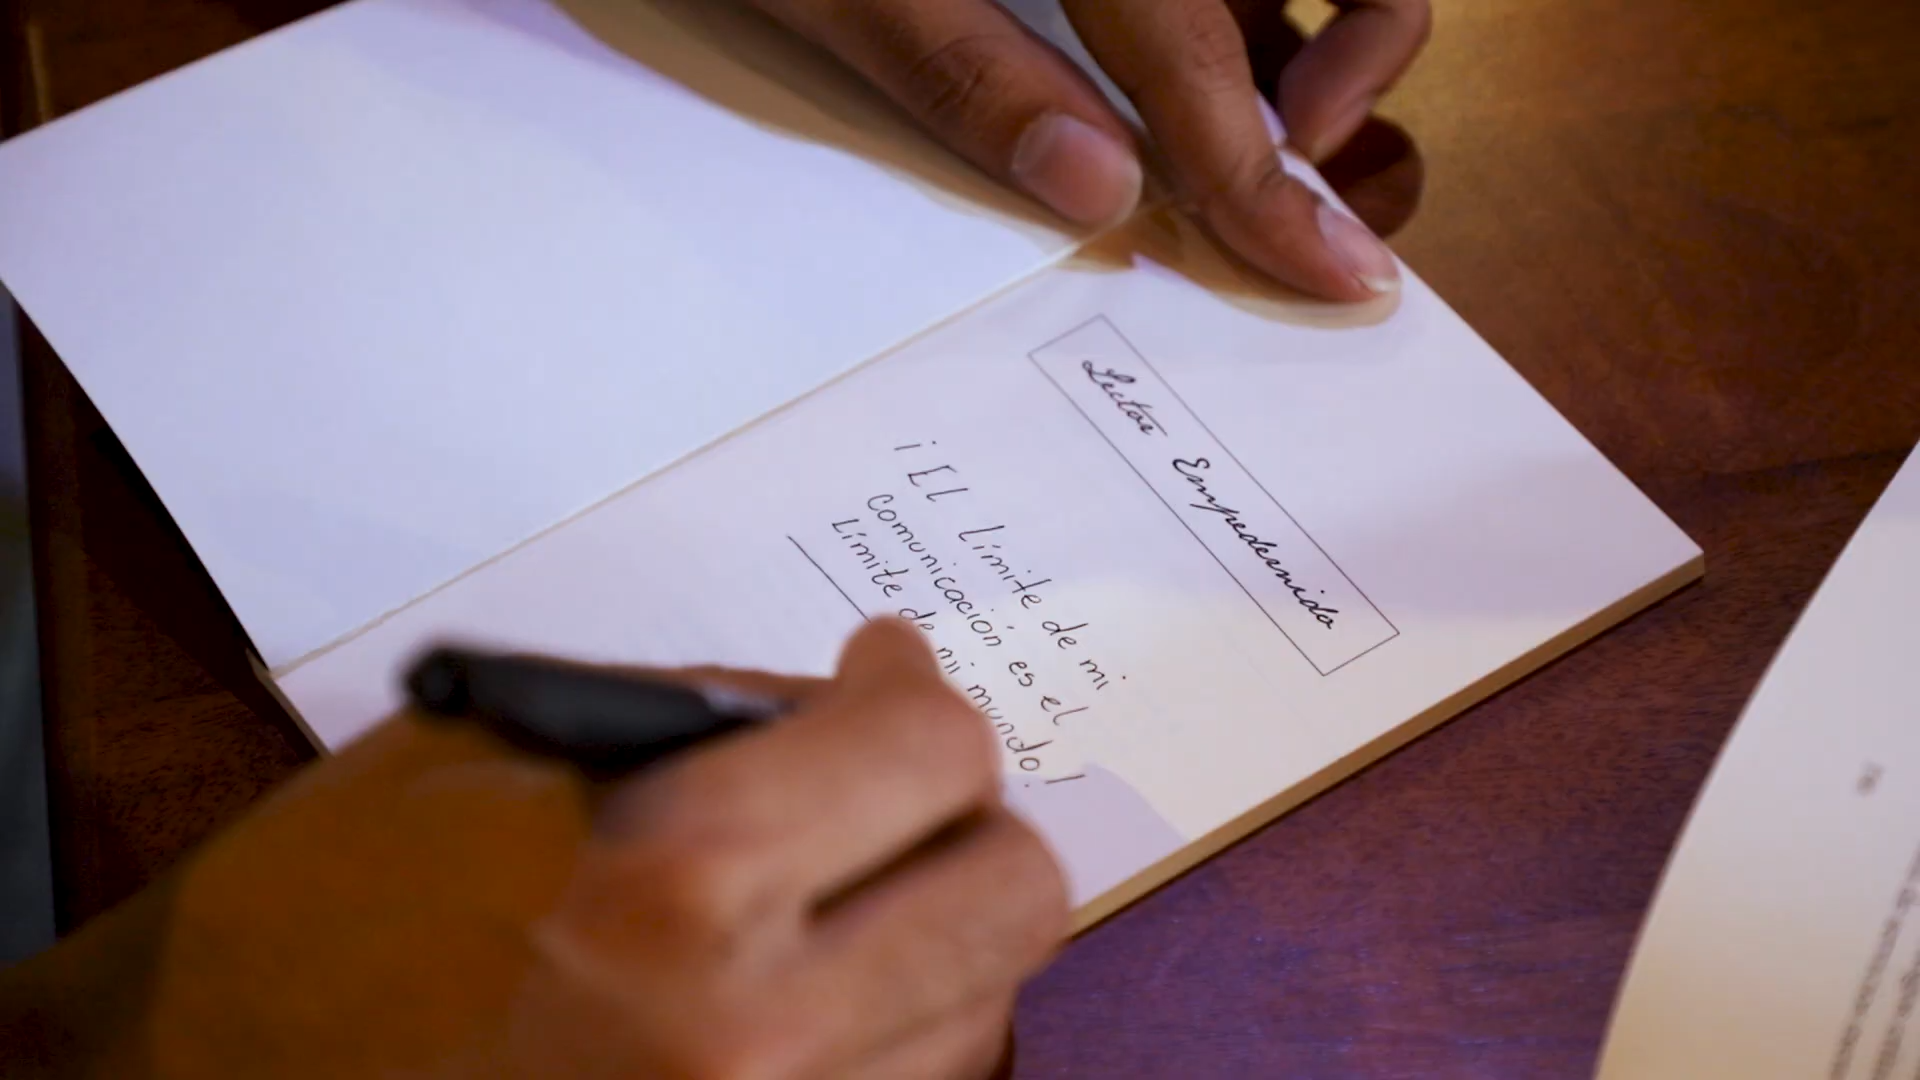 Lector Empedernido
¡El límite de mi
comunicación es el
límite de mi mundo!